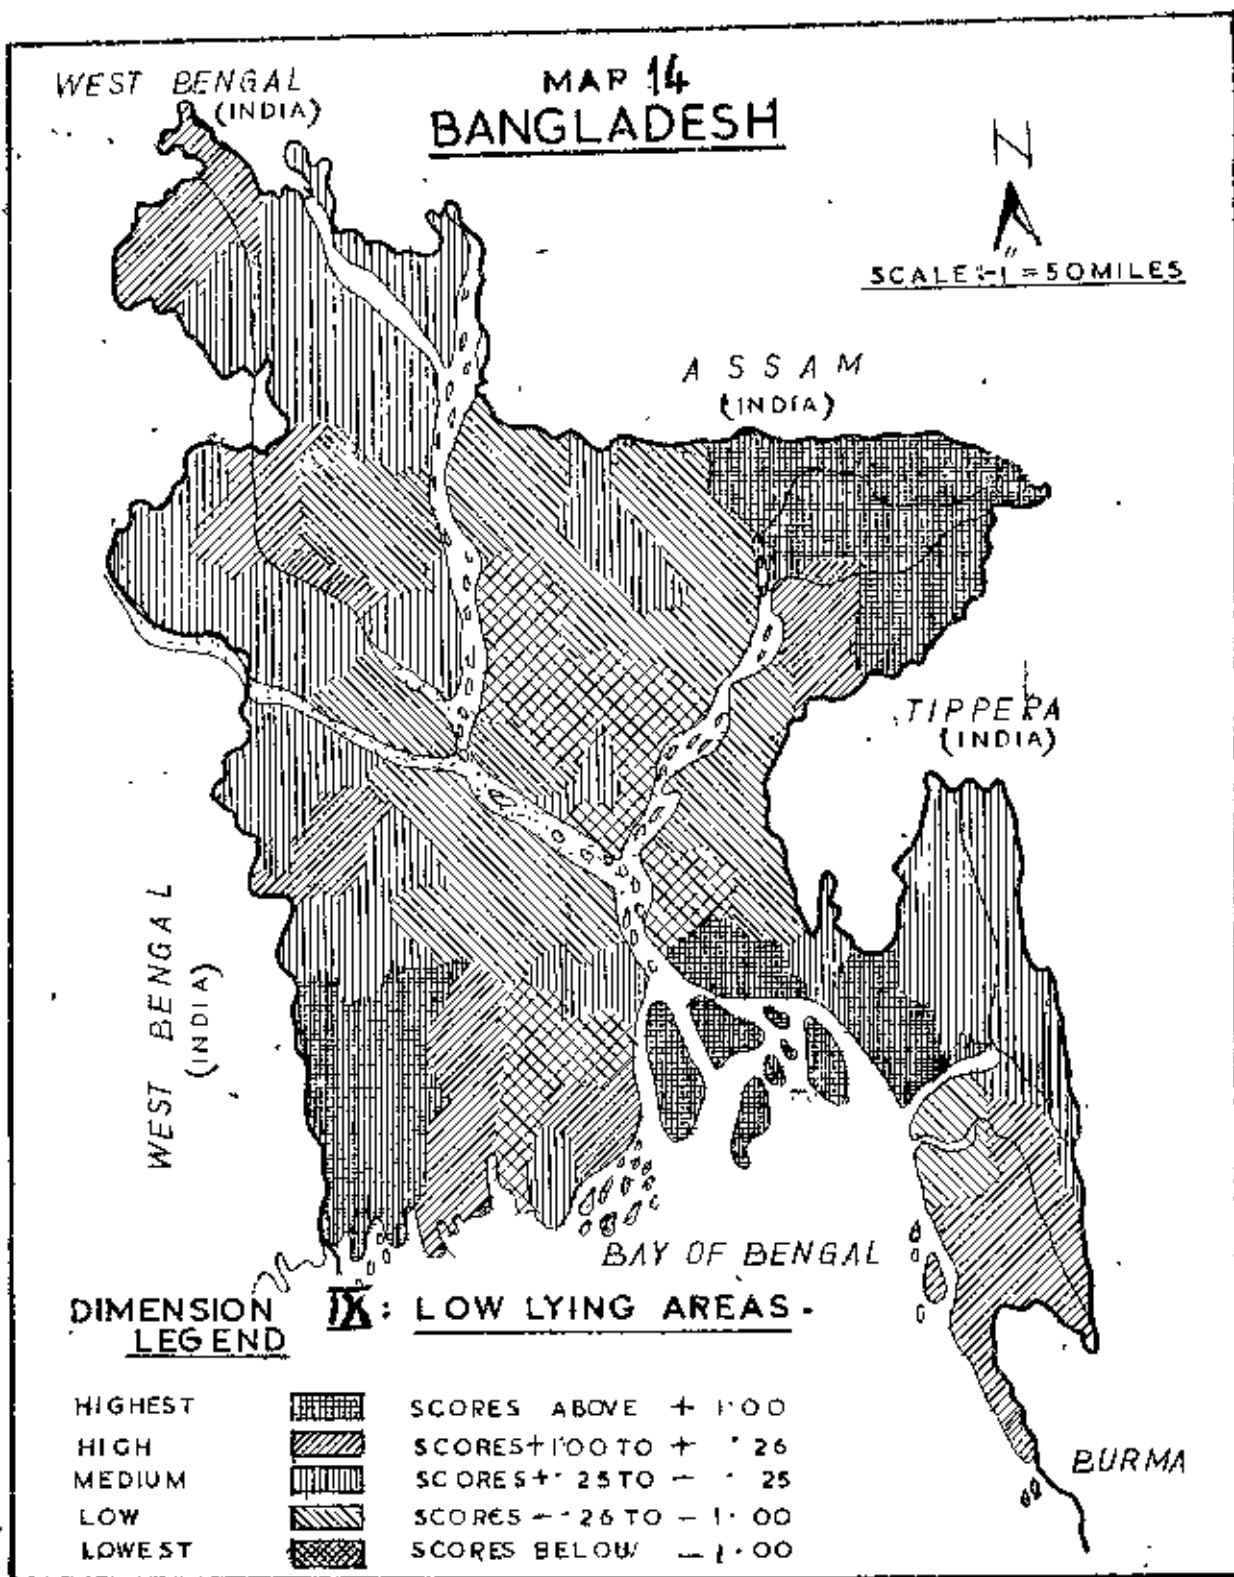 WEST BENGAL
(INDIA)
MAP 14
BANGLADESH
N
SCALE:-1" = 50 MILES
ASSAM
(INDIA)
TIPPERA
(INDIA)
WEST BENGAL
(INDIA)
BAY OF BENGAL
BURMA
DIMENSION IX: LOW LYING AREAS.
LEGEND
HIGHEST SCORES ABOVE + 1.00
HIGH SCORES + 1.00 TO + .26
MEDIUM SCORES + .25 TO - .25
LOW SCORES - .26 TO - 1.00
LOWEST SCORES BELOW - 1.00